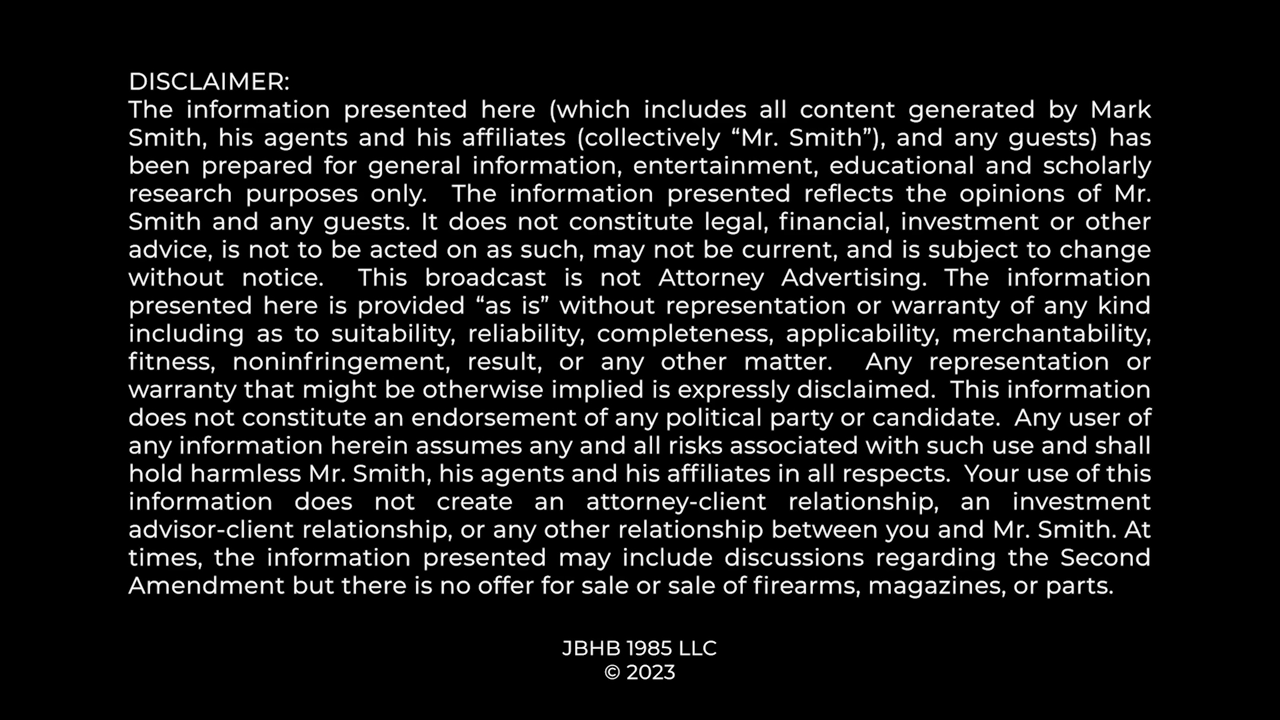 DISCLAIMER:
The information presented here (which includes all content generated by Mark
Smith, his agents and his affiliates (collectively “Mr. Smith”), and any guests) has
been prepared for general information, entertainment, educational and scholarly
research purposes only.  The information presented reflects the opinions of Mr.
Smith and any guests. It does not constitute legal, financial, investment or other
advice, is not to be acted on as such, may not be current, and is subject to change
without notice.  This broadcast is not Attorney Advertising. The information
presented here is provided “as is” without representation or warranty of any kind
including as to suitability, reliability, completeness, applicability, merchantability,
fitness, noninfringement, result, or any other matter.  Any representation or
warranty that might be otherwise implied is expressly disclaimed.  This information
does not constitute an endorsement of any political party or candidate.  Any user of
any information herein assumes any and all risks associated with such use and shall
hold harmless Mr. Smith, his agents and his affiliates in all respects.  Your use of this
information does not create an attorney-client relationship, an investment
advisor-client relationship, or any other relationship between you and Mr. Smith. At
times, the information presented may include discussions regarding the Second
Amendment but there is no offer for sale or sale of firearms, magazines, or parts.
JBHB 1985 LLC
© 2023